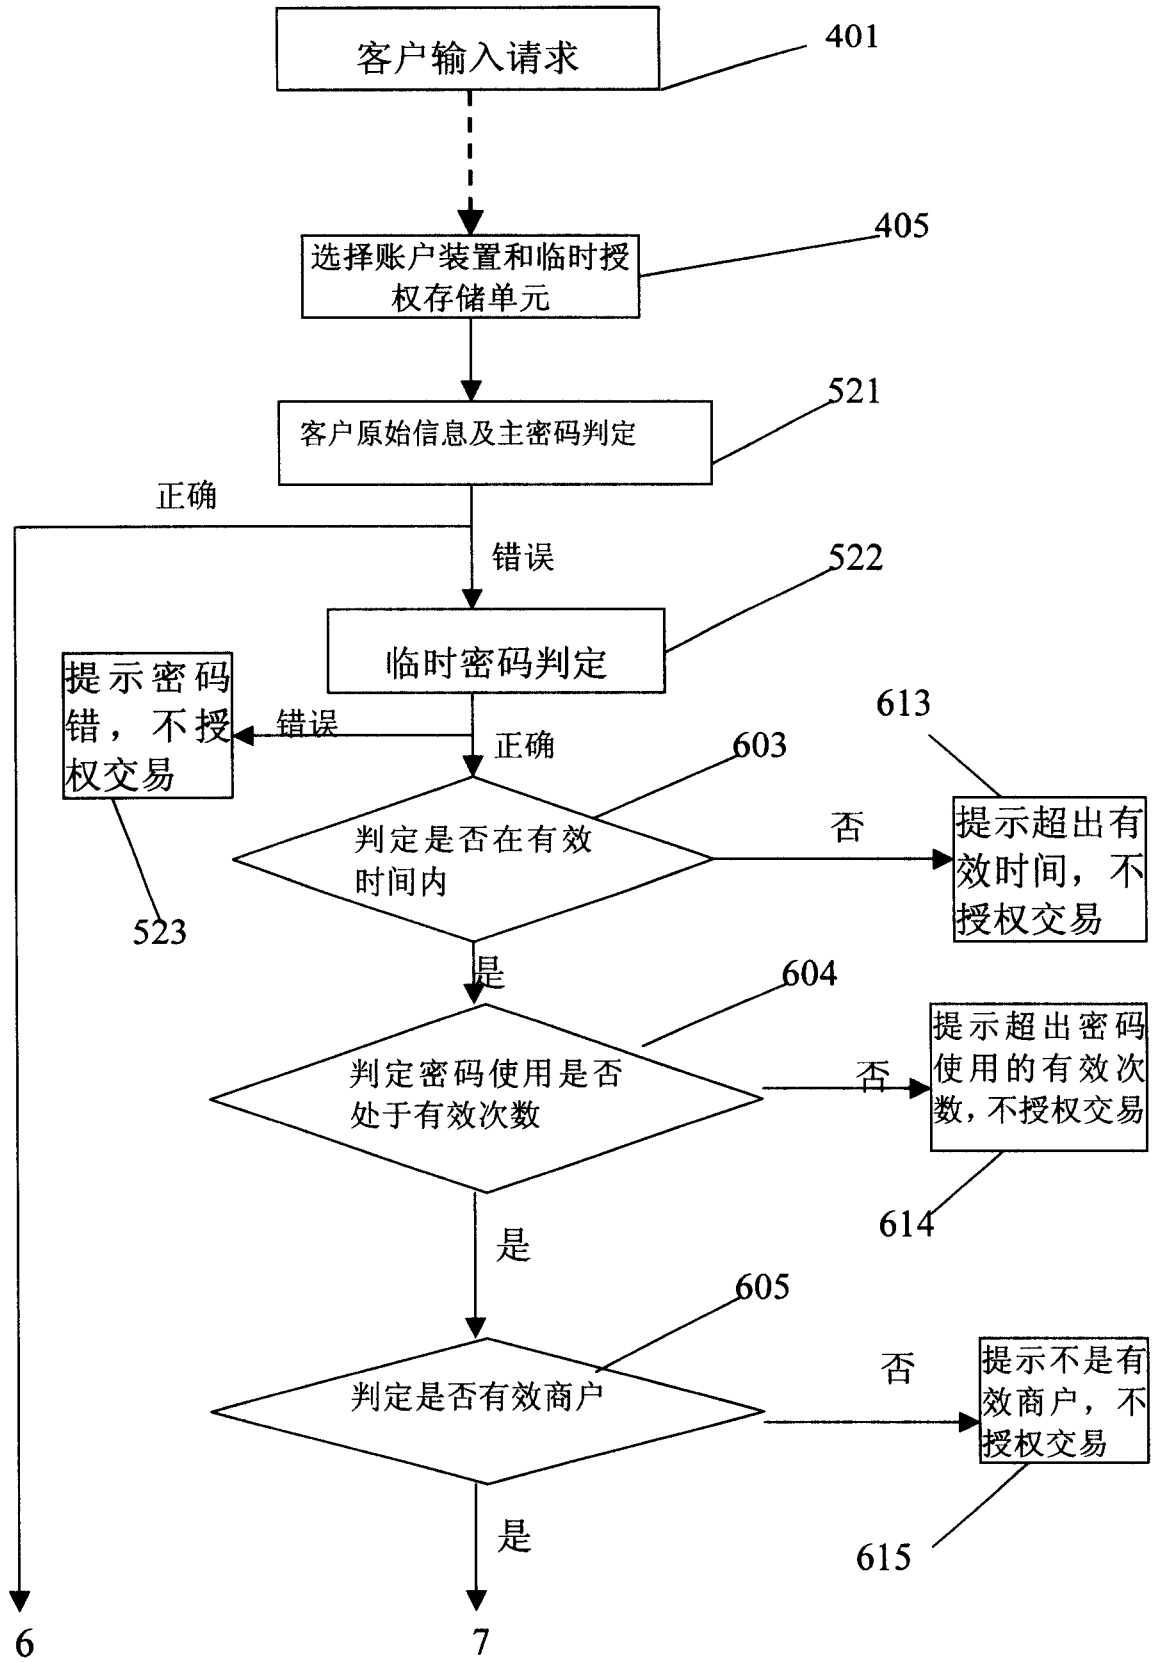 客户输入请求
401
选择账户装置和临时授
权存储单元
405
客户原始信息及主密码判定
521
正确
错误
522
临时密码判定
提示密码
错，不授
权交易
错误
正确
523
603
613
判定是否在有效
时间内
否
提示超出有
效时间，不
授权交易
是
604
判定密码使用是否
处于有效次数
否
提示超出密码
使用的有效次
数，不授权交易
614
是
605
判定是否有效商户
否
提示不是有
效商户，不
授权交易
615
是
6
7